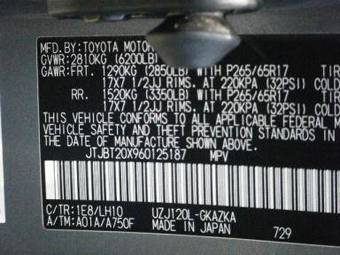 MFD.BY:TOYOTA MOTOR
GVWR:2810KG (6200LB)
GAWR:FRT. 1290KG (2850LB) WITH P265/65R17 TIR
17X7 1/2JJ RIMS. AT 220KPA (32PSI) COLD
RR. 1520KG (3350LB) WITH P265/65R17 TIR
17X7 1/2JJ RIMS. AT 220KPA (32PSI) COLD
THIS VEHICLE CONFORMS TO ALL APPLICABLE FEDERAL M
VEHICLE SAFETY AND BUMPER STANDARDS IN EF
THE DATE OF MANUFACTURE SHOWN ABOVE.
JTJBT20X960125187 MPV
C/TR:1E8/LH10 UZJ120L-GKAZKA
A/TM:A01A/A750F MADE IN JAPAN 729